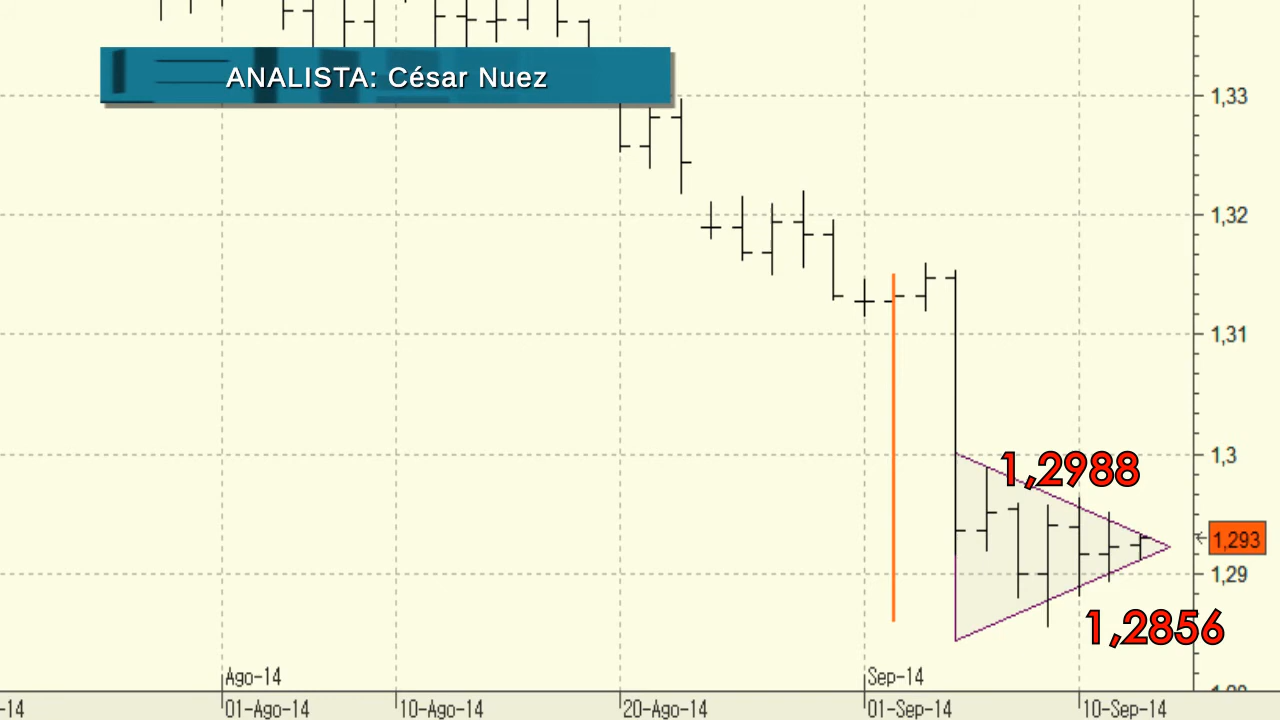 ANALISTA: César Nuez
1,33
1,32
1,31
1,3
1,2988
1,293
1,29
1,2856
Ago-14
Sep-14
-14
01-Ago-14
10-Ago-14
20-Ago-14
01-Sep-14
10-Sep-14